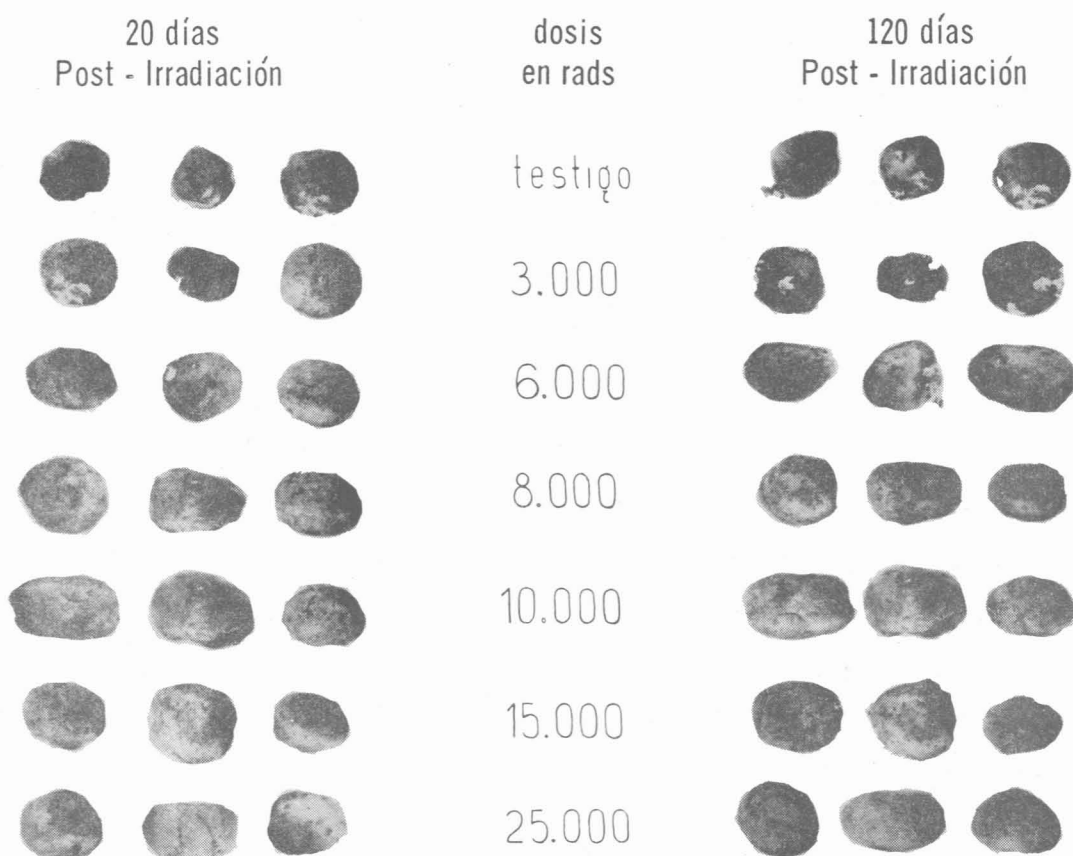 20 días
Post - Irradiación
dosis
en rads
120 días
Post - Irradiación
testigo
3.000
6.000
8.000
10.000
15.000
25.000